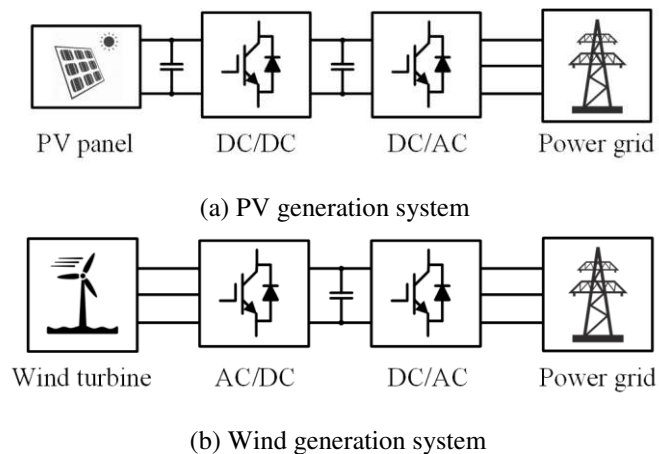 PV panel DC/DC DC/AC Power grid
(a) PV generation system
Wind turbine AC/DC DC/AC Power grid
(b) Wind generation system